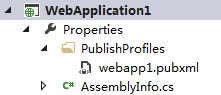 WebApplication1
Properties
PublishProfiles
webapp1.pubxml
C# AssemblyInfo.cs